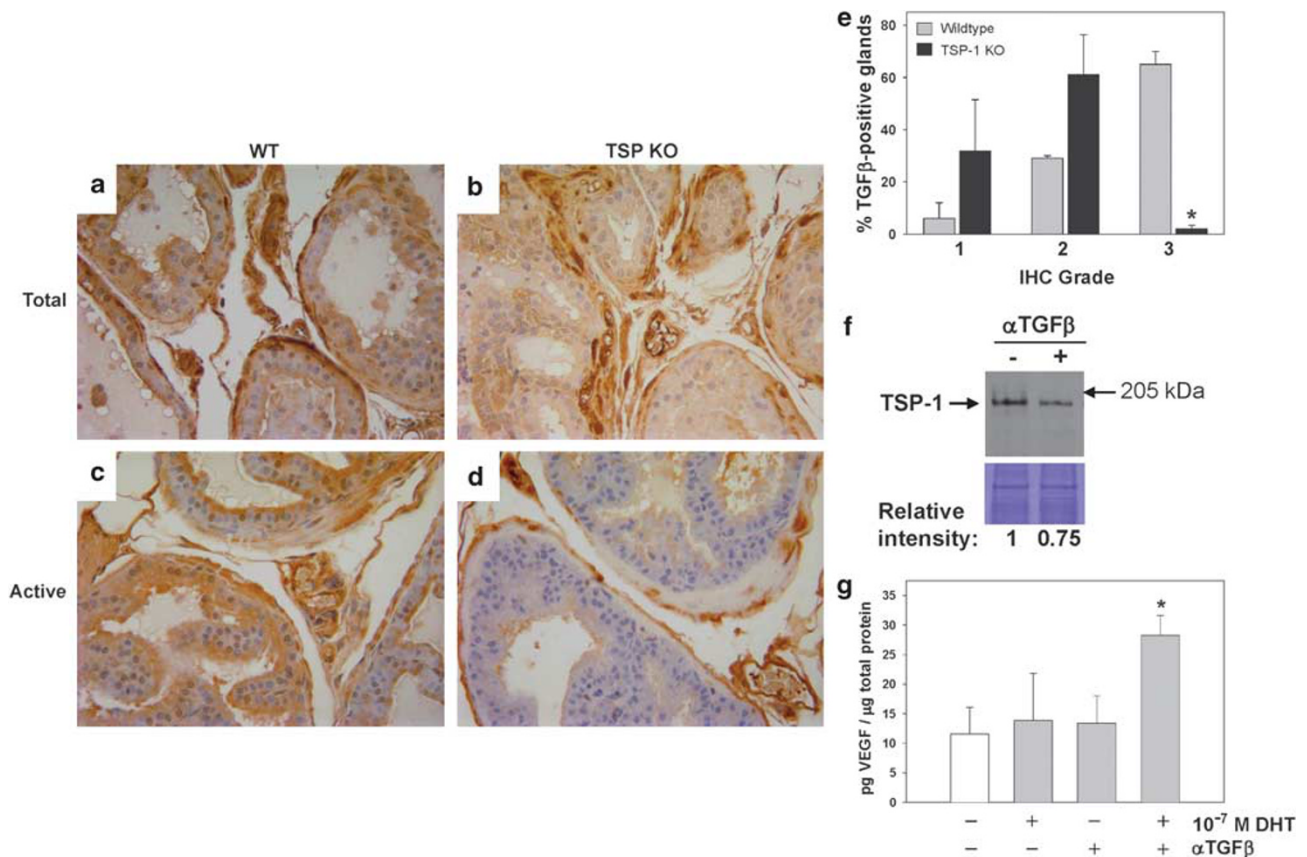 WT
TSP KO
Total
Active
a
b
c
d
e
% TGFβ-positive glands
80
60
40
20
0
Wildtype
TSP-1 KO
*
1 2 3
IHC Grade
f
αTGFβ
- +
TSP-1
205 kDa
Relative
intensity: 1 0.75
g
pg VEGF / μg total protein
35
30
25
20
15
10
5
0
*
– + – + 10⁻⁷ M DHT
– – + + αTGFβ